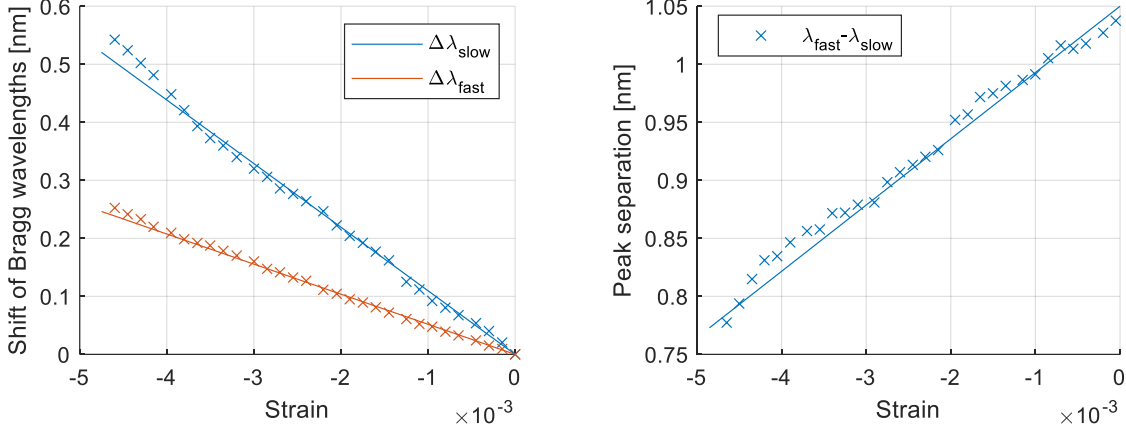 Shift of Bragg wavelengths [nm]
0.6
0.5
0.4
0.3
0.2
0.1
0
Δλslow
Δλfast
-5 -4 -3 -2 -1 0
Strain
×10-3
Peak separation [nm]
1.05
1
0.95
0.9
0.85
0.8
0.75
λfast-λslow
-5 -4 -3 -2 -1 0
Strain
×10-3